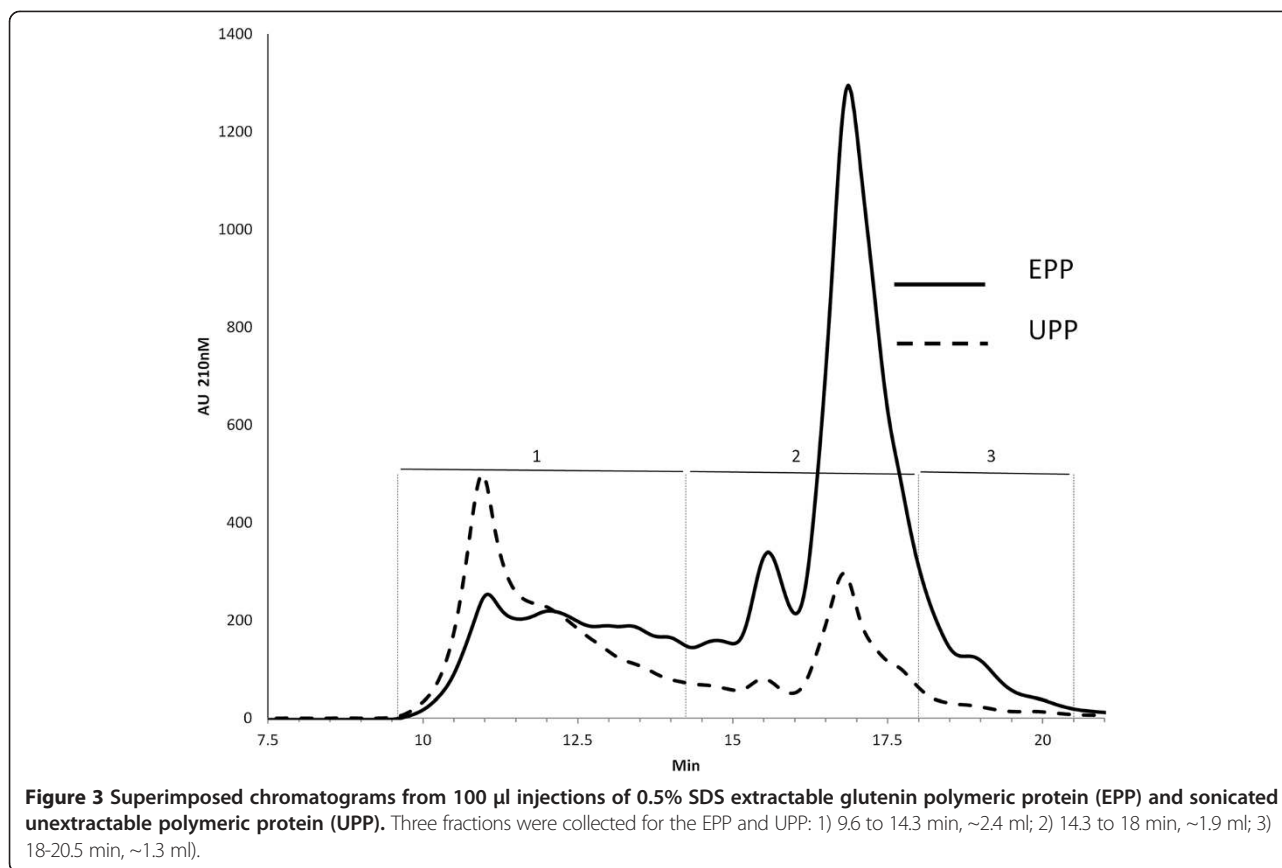 1400
1200
1000
800
600
400
200
0
AU 210nM
EPP
UPP
1
2
3
7.5
10
12.5
15
17.5
20
Min
Figure 3 Superimposed chromatograms from 100 µl injections of 0.5% SDS extractable glutenin polymeric protein (EPP) and sonicated
unextractable polymeric protein (UPP). Three fractions were collected for the EPP and UPP: 1) 9.6 to 14.3 min, ~2.4 ml; 2) 14.3 to 18 min, ~1.9 ml; 3)
18-20.5 min, ~1.3 ml).